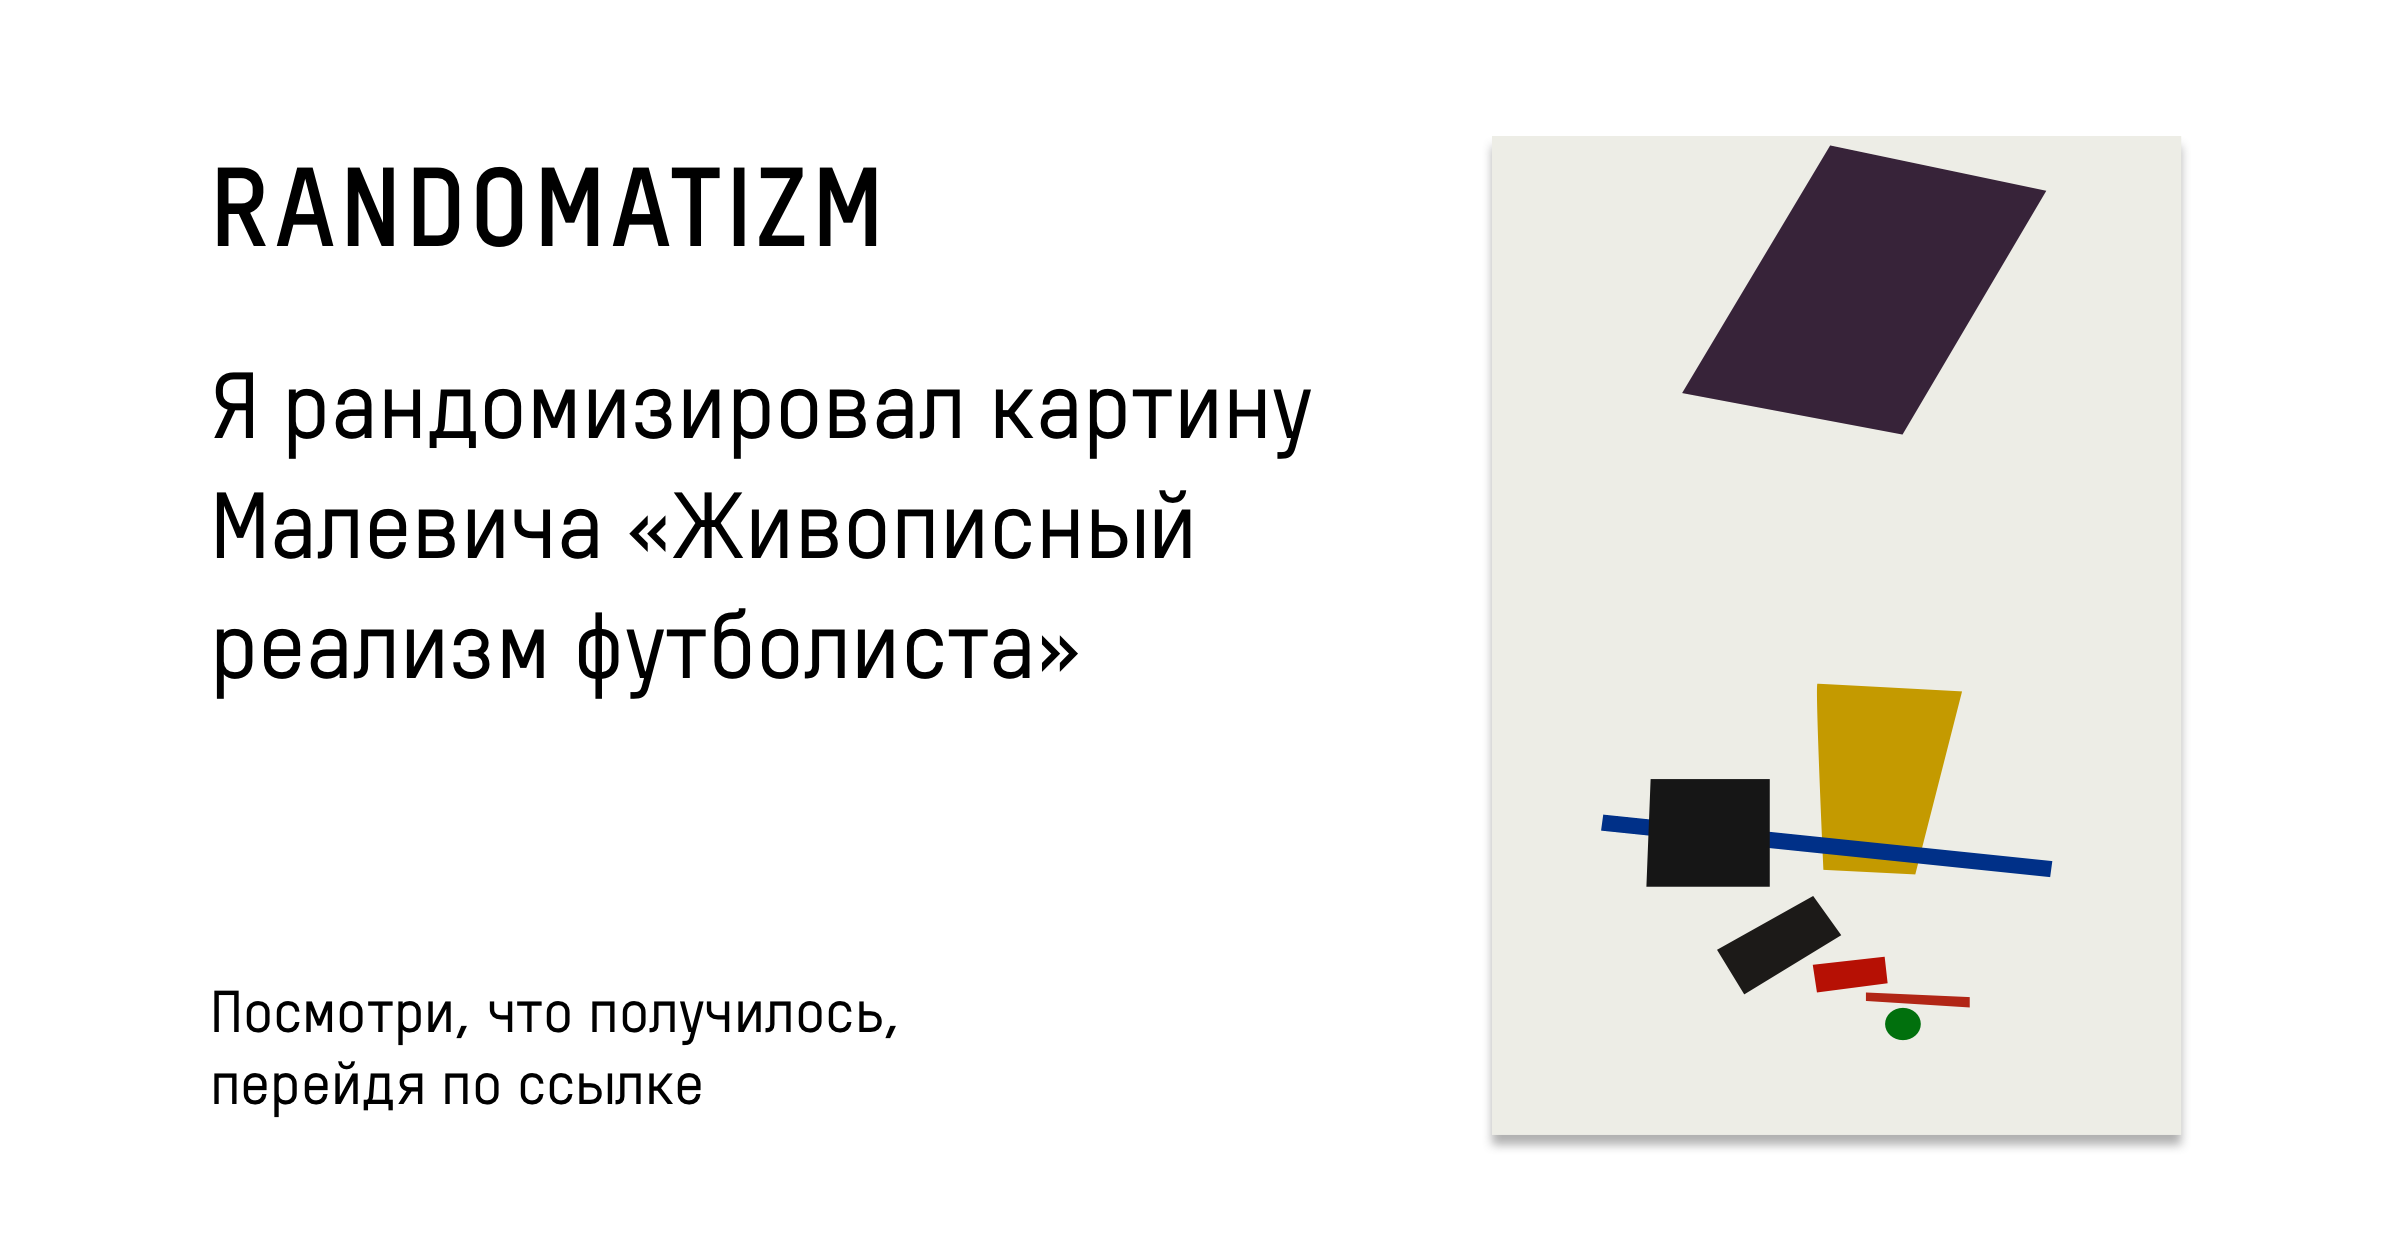 RANDOMATIZM
Я рандомизировал картину
Малевича «Живописный
реализм футболиста»
Посмотри, что получилось,
перейдя по ссылке